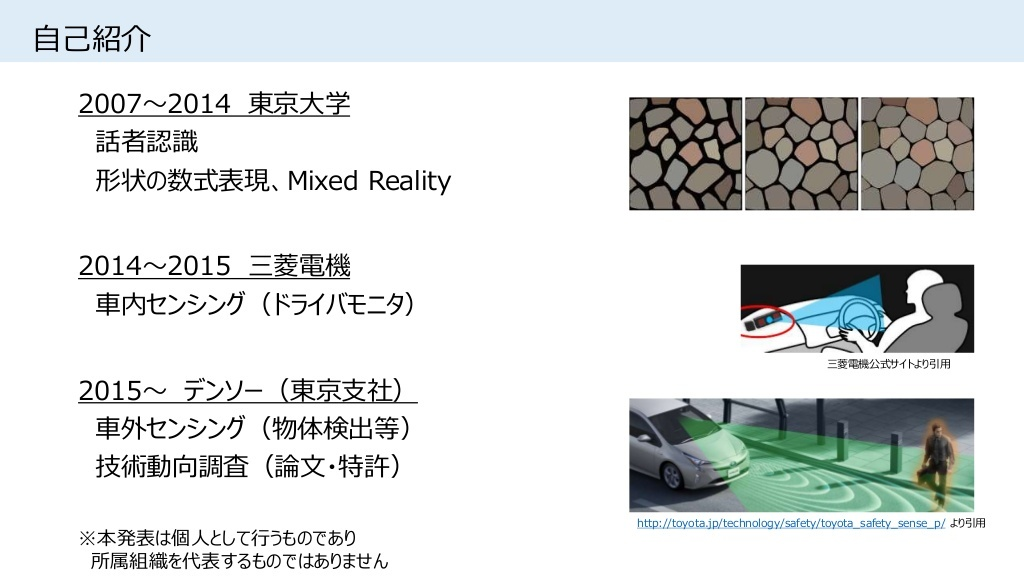 自己紹介
2007～2014 東京大学
話者認識
形状の数式表現、Mixed Reality
2014～2015 三菱電機
車内センシング（ドライバモニタ）
三菱電機公式サイトより引用
2015～ デンソー（東京支社）
車外センシング（物体検出等）
技術動向調査（論文・特許）
http://toyota.jp/technology/safety/toyota_safety_sense_p/ より引用
※本発表は個人として行うものであり
所属組織を代表するものではありません